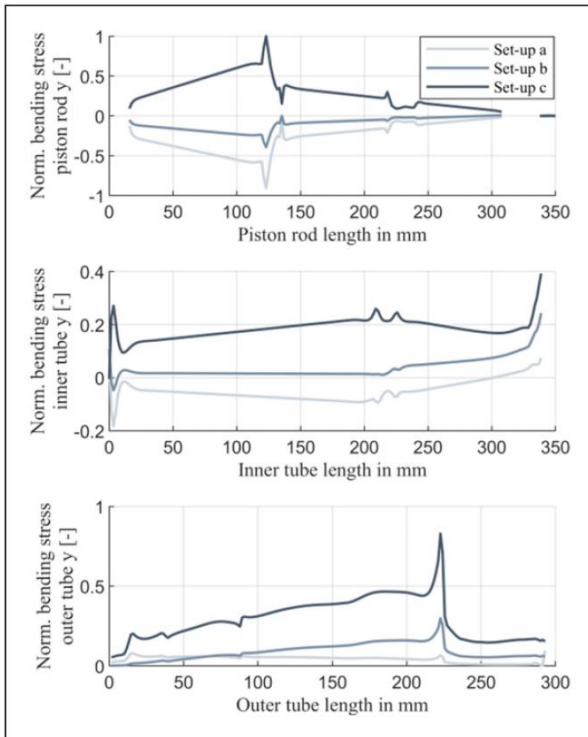 Norm. bending stress
piston rod y [-]
1
0.5
0
-0.5
-1
Set-up a
Set-up b
Set-up c
0 50 100 150 200 250 300 350
Piston rod length in mm
Norm. bending stress
inner tube y [-]
0.4
0.2
0
-0.2
0 50 100 150 200 250 300 350
Inner tube length in mm
Norm. bending stress
outer tube y [-]
1
0.5
0
0 50 100 150 200 250 300
Outer tube length in mm